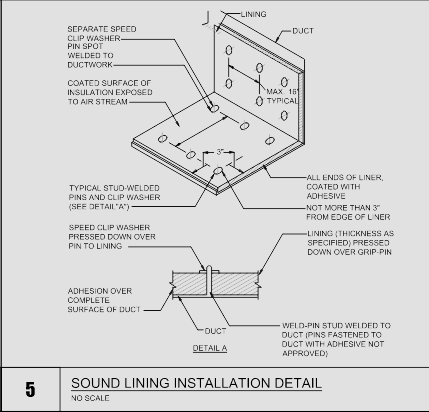 LINING
SEPARATE SPEED
CLIP WASHER
PIN SPOT
WELDED TO
DUCTWORK
DUCT
COATED SURFACE OF
INSULATION EXPOSED
TO AIR STREAM
MAX. 16"
TYPICAL
3"
TYPICAL STUD-WELDED
PINS AND CLIP WASHER
(SEE DETAIL"A")
ALL ENDS OF LINER,
COATED WITH
ADHESIVE
NOT MORE THAN 3"
FROM EDGE OF LINER
SPEED CLIP WASHER
PRESSED DOWN OVER
PIN TO LINING
LINING (THICKNESS AS
SPECIFIED) PRESSED
DOWN OVER GRIP-PIN
ADHESION OVER
COMPLETE
SURFACE OF DUCT
DUCT
WELD-PIN STUD WELDED TO
DUCT (PINS FASTENED TO
DUCT WITH ADHESIVE NOT
APPROVED)
DETAIL A
5
SOUND LINING INSTALLATION DETAIL
NO SCALE